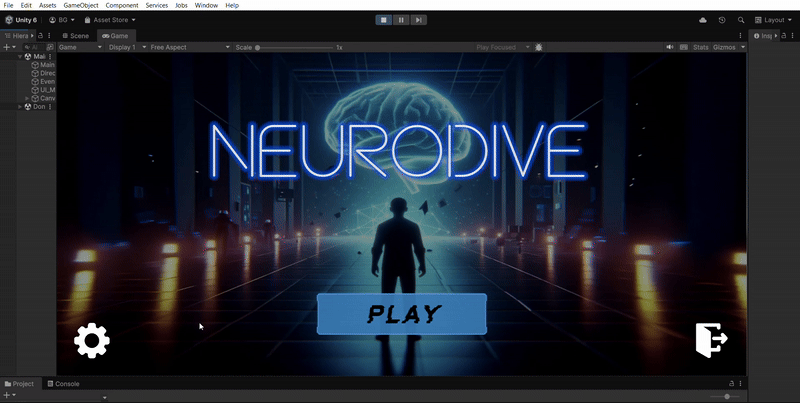 File Edit Assets GameObject Component Services Jobs Window Help
Unity 6 BG Asset Store Layout
Hiera Scene Game Insp
Game Display 1 Free Aspect Scale 1x Play Focused Stats Gizmos
Mai
Main
Direc
Even
UI_M
Canv
Don
NEURODIVE
PLAY
Project Console